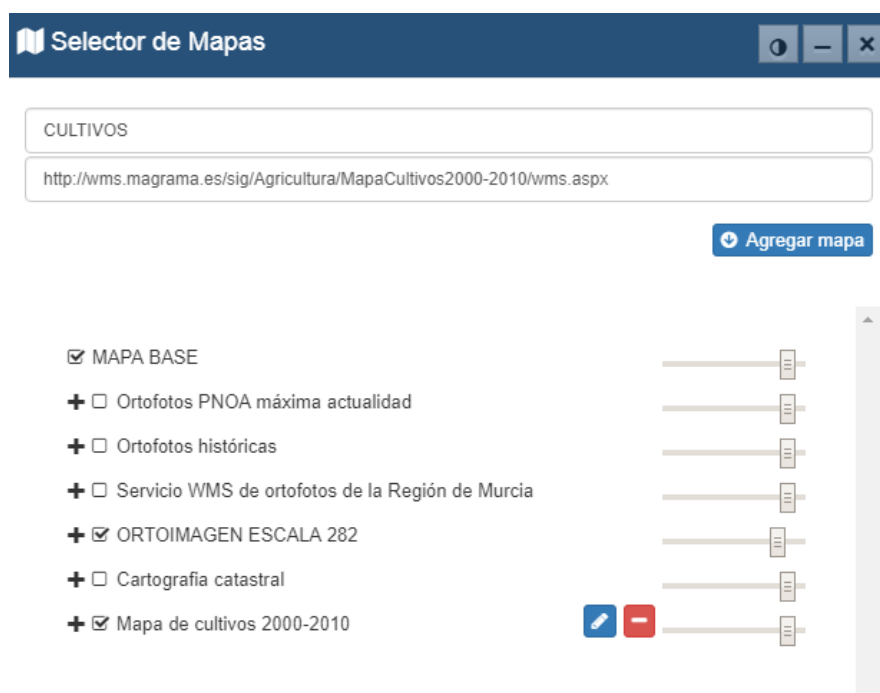 Selector de Mapas
CULTIVOS
http://wms.magrama.es/sig/Agricultura/MapaCultivos2000-2010/wms.aspx
Agregar mapa
MAPA BASE
Ortofotos PNOA máxima actualidad
Ortofotos históricas
Servicio WMS de ortofotos de la Región de Murcia
ORTOIMAGEN ESCALA 282
Cartografia catastral
Mapa de cultivos 2000-2010